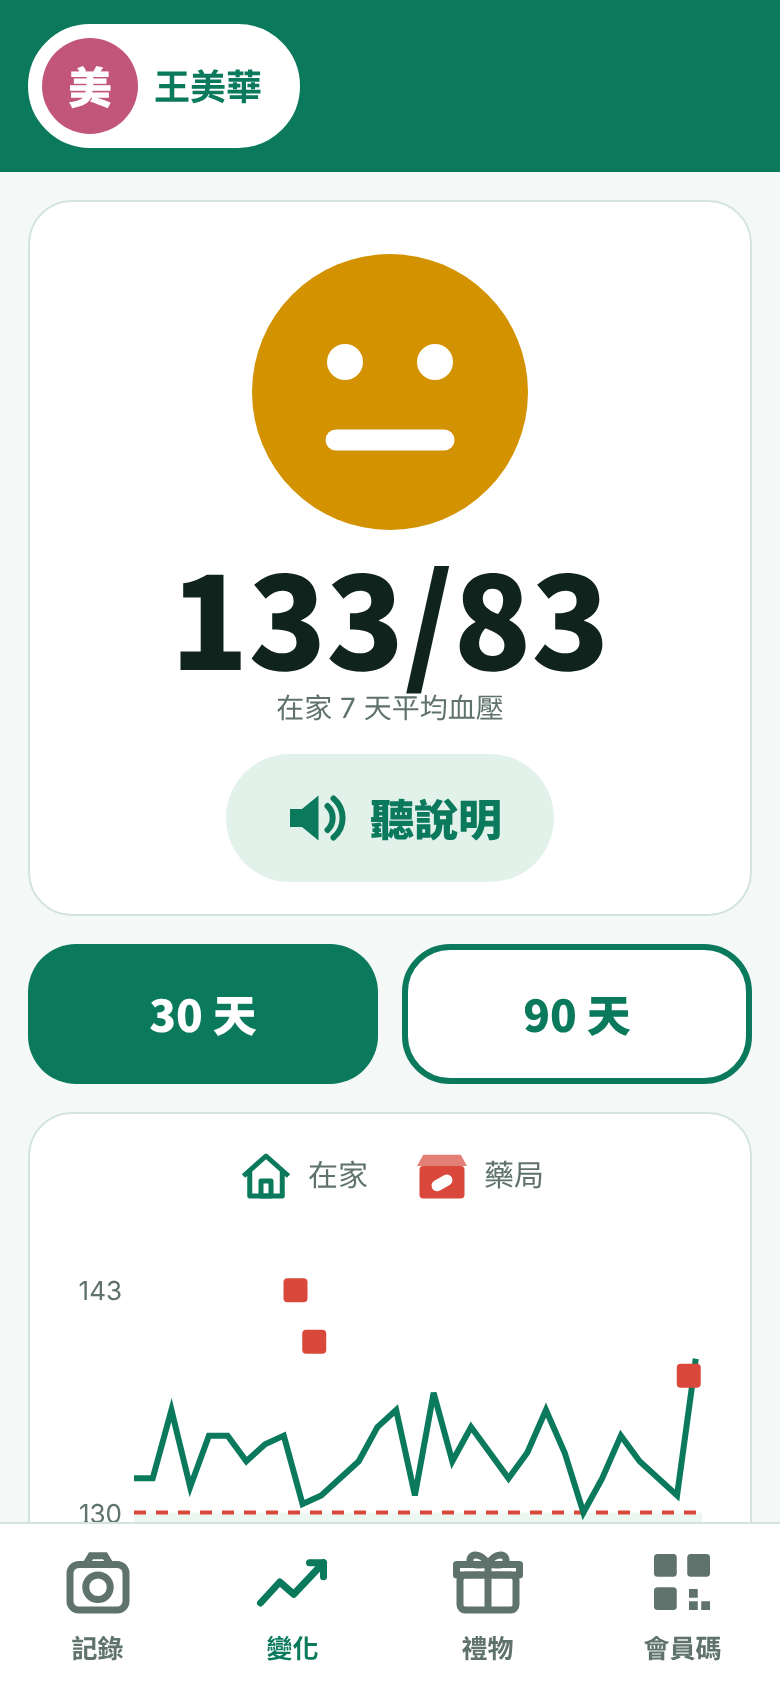 美 王美華
133/83
在家 7 天平均血壓
聽說明
30 天 90 天
在家 藥局
143
130
記錄 變化 禮物 會員碼